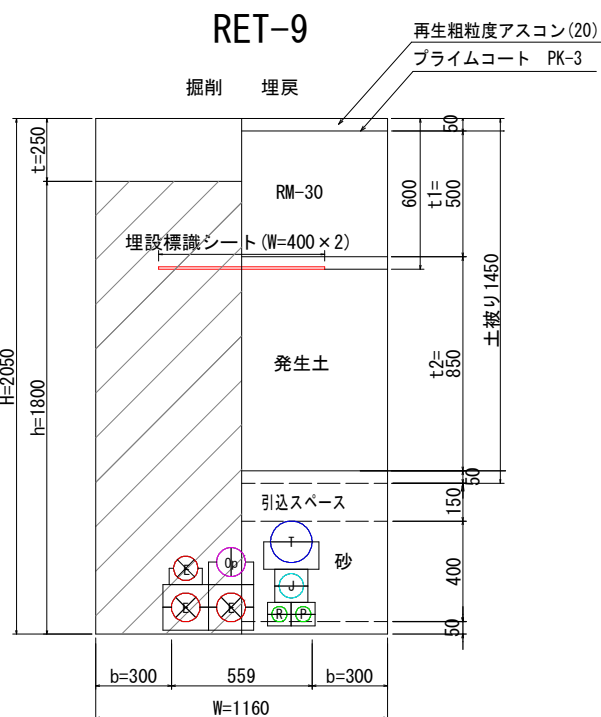 RET-9
再生粗粒度アスコン(20)
プライムコート PK-3
掘削 埋戻
50
t=250
600
t1=
500
RM-30
埋設標識シート(W=400×2)
土被り1450
H=2050
h=1800
発生土
t2=
850
50
引込スペース
150
砂
400
T
E
Op
J
E
E
R
P
50
b=300
559
b=300
W=1160